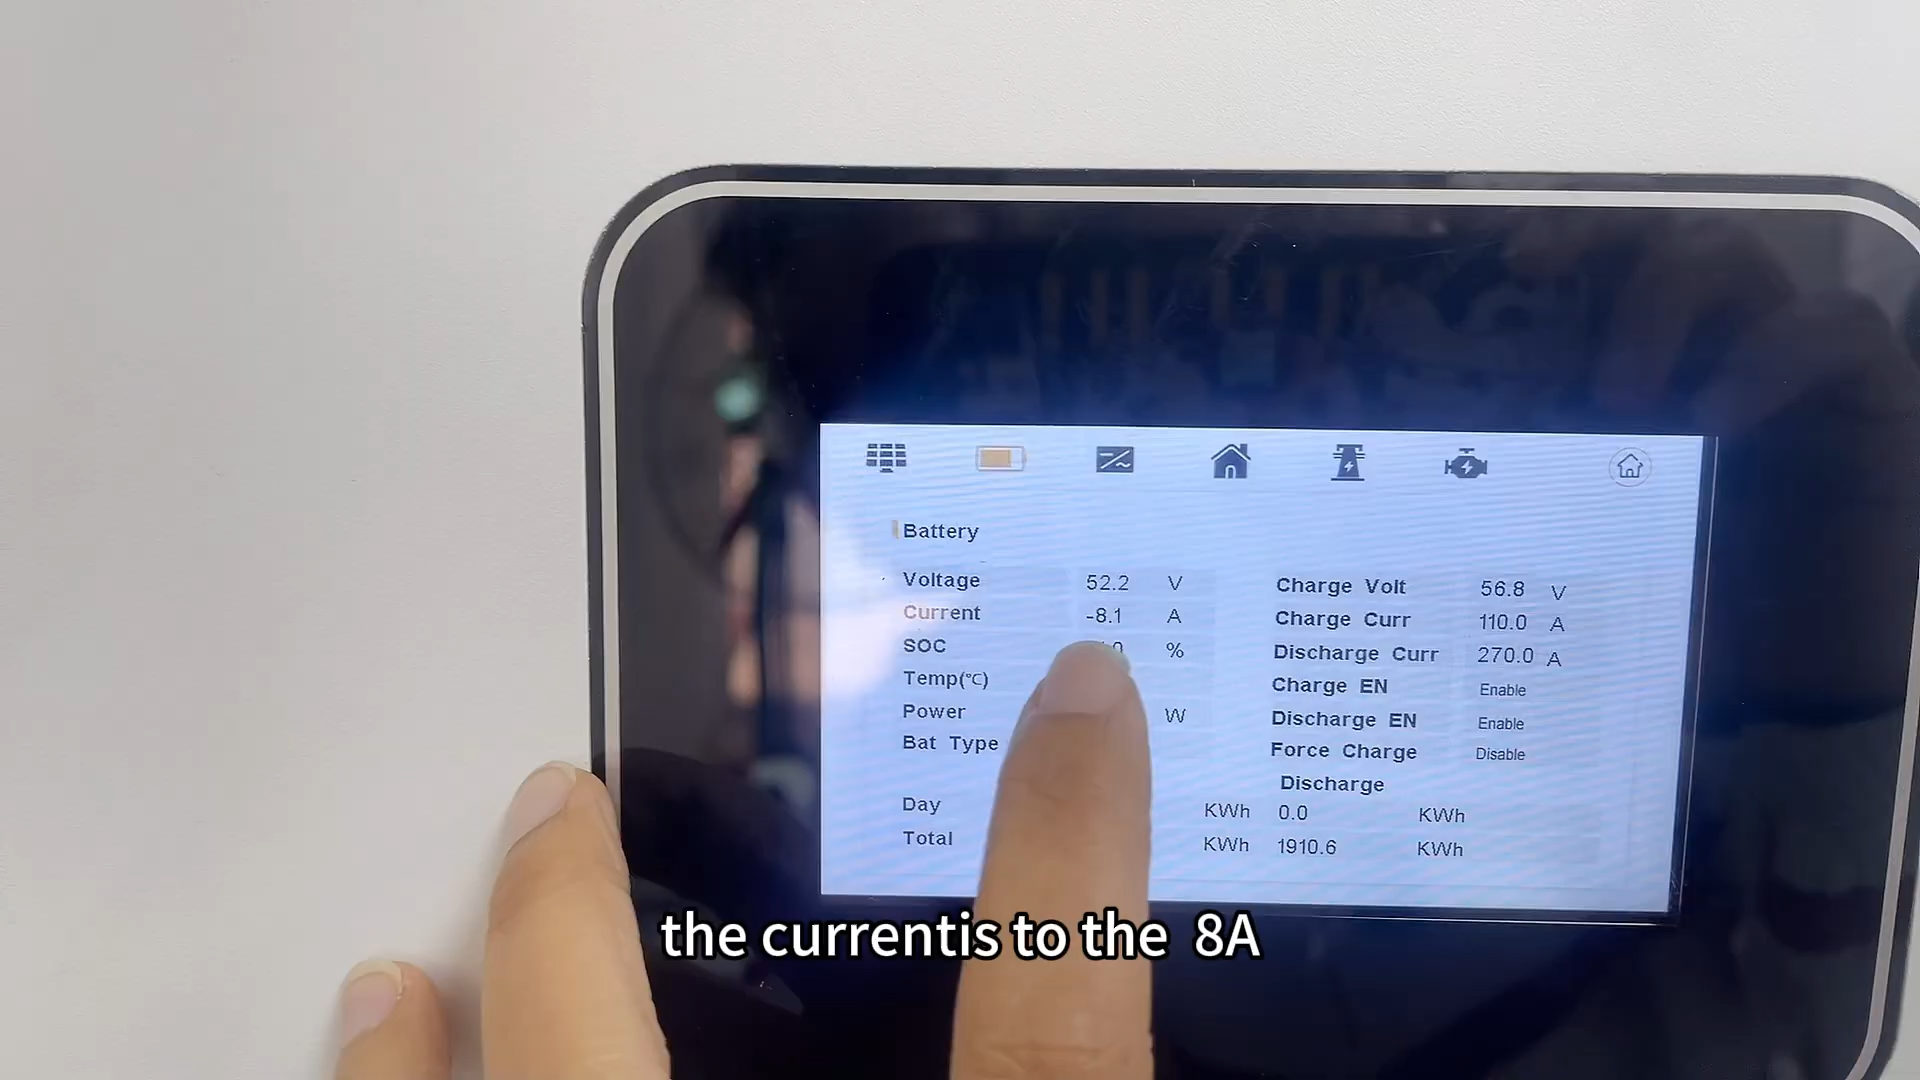 Battery
Voltage 52.2 V Charge Volt 56.8 V
Current -8.1 A Charge Curr 110.0 A
SOC % Discharge Curr 270.0 A
Temp(℃) Charge EN Enable
Power W Discharge EN Enable
Bat Type Force Charge Disable
Discharge
Day KWh 0.0 KWh
Total KWh 1910.6 KWh
the currentis to the 8A